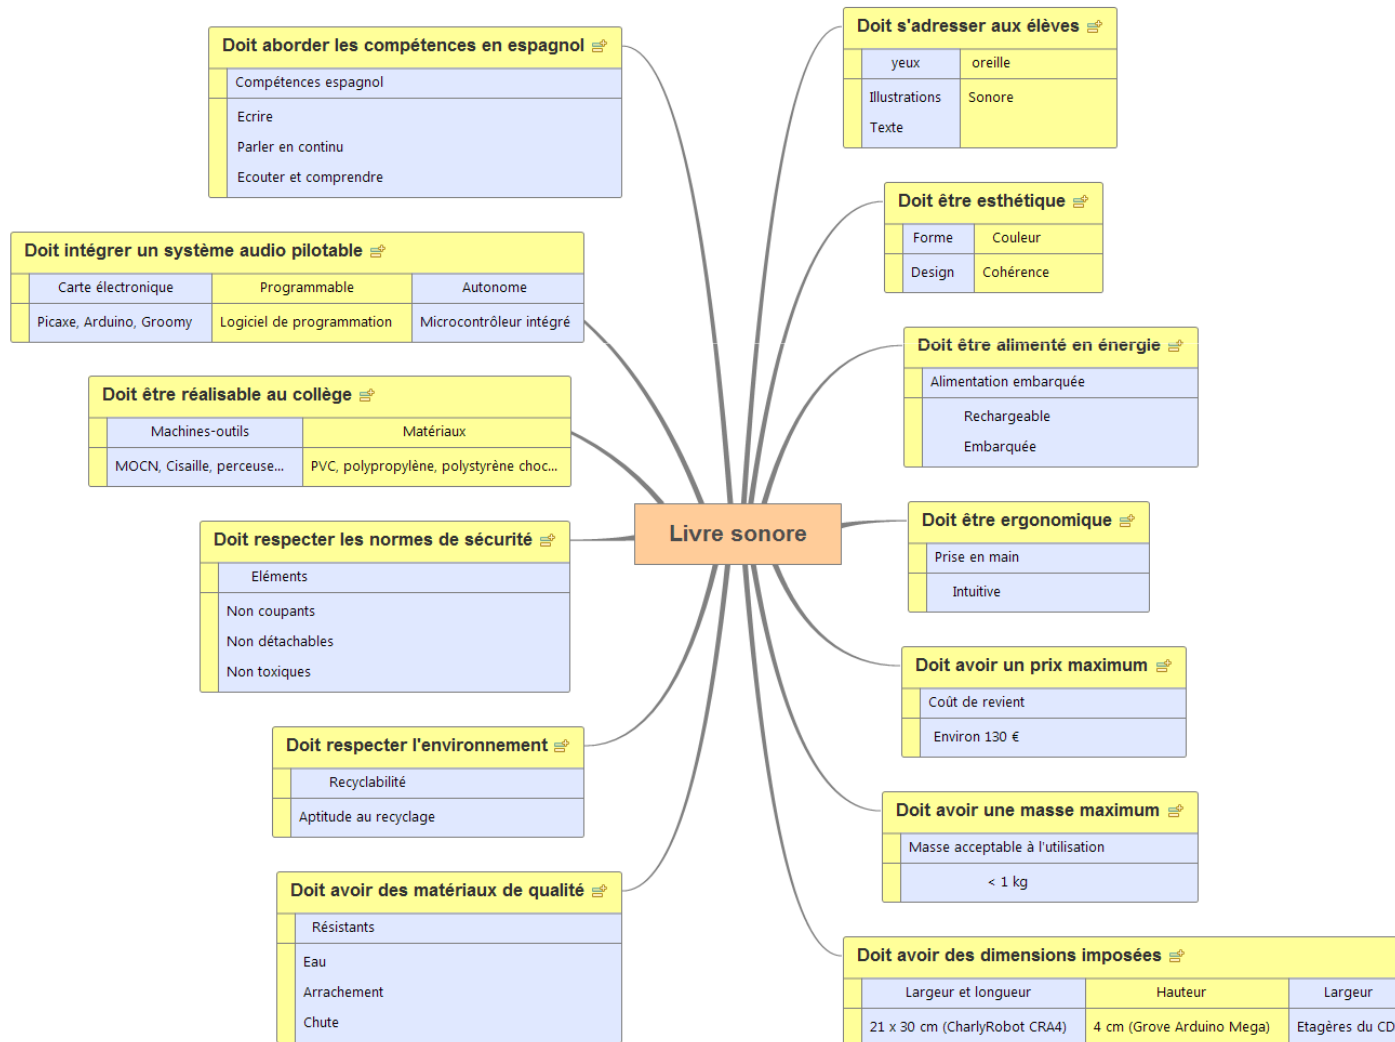 Doit aborder les compétences en espagnol
Compétences espagnol
Ecrire
Parler en continu
Ecouter et comprendre
Doit intégrer un système audio pilotable
Carte électronique Programmable Autonome
Picaxe, Arduino, Groomy Logiciel de programmation Microcontrôleur intégré
Doit être réalisable au collège
Machines-outils Matériaux
MOCN, Cisaille, perceuse... PVC, polypropylène, polystyrène choc...
Doit respecter les normes de sécurité
Eléments
Non coupants
Non détachables
Non toxiques
Doit respecter l'environnement
Recyclabilité
Aptitude au recyclage
Doit avoir des matériaux de qualité
Résistants
Eau
Arrachement
Chute
Livre sonore
Doit s'adresser aux élèves
yeux oreille
Illustrations Sonore
Texte
Doit être esthétique
Forme Couleur
Design Cohérence
Doit être alimenté en énergie
Alimentation embarquée
Rechargeable
Embarquée
Doit être ergonomique
Prise en main
Intuitive
Doit avoir un prix maximum
Coût de revient
Environ 130 €
Doit avoir une masse maximum
Masse acceptable à l'utilisation
< 1 kg
Doit avoir des dimensions imposées
Largeur et longueur Hauteur Largeur
21 x 30 cm (CharlyRobot CRA4) 4 cm (Grove Arduino Mega) Etagères du CD